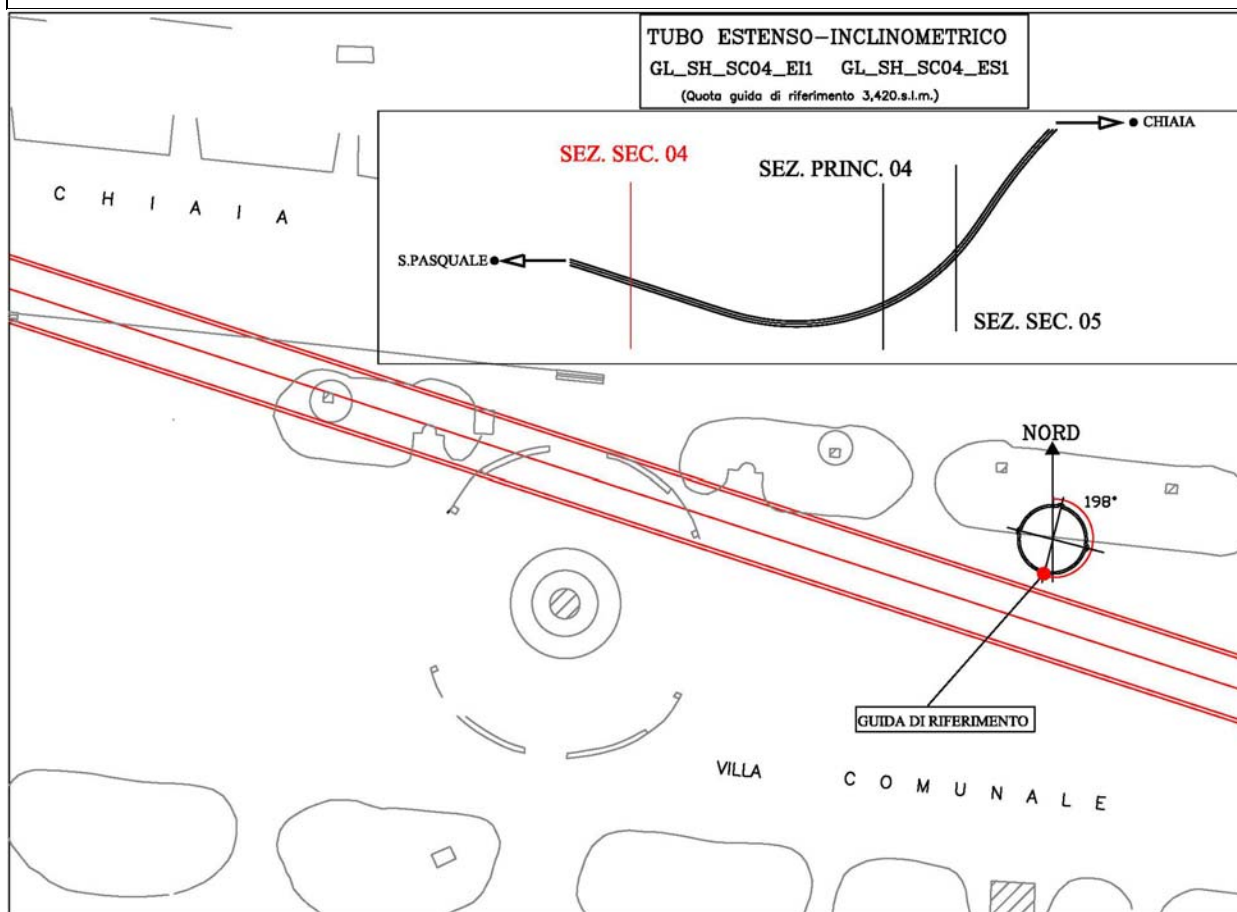 TUBO ESTENSO-INCLINOMETRICO
GL_SH_SC04_EI1 GL_SH_SC04_ES1
(Quota guida di riferimento 3,420.s.l.m.)
CHIAIA
SEZ. SEC. 04
SEZ. PRINC. 04
C H I A I A
S.PASQUALE
SEZ. SEC. 05
NORD
198°
GUIDA DI RIFERIMENTO
VILLA C O M U N A L E